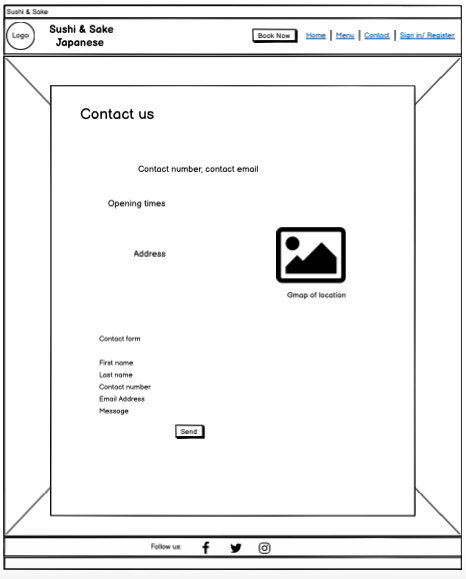 Sushi & Sake
Logo
Sushi & Sake
Japanese
Book Now
Home
Menu
Contact
Sign in/ Register
Contact us
Contact number, contact email
Opening times
Address
Gmap of location
Contact form
First name
Last name
Contact number
Email Address
Message
Send
Follow us: